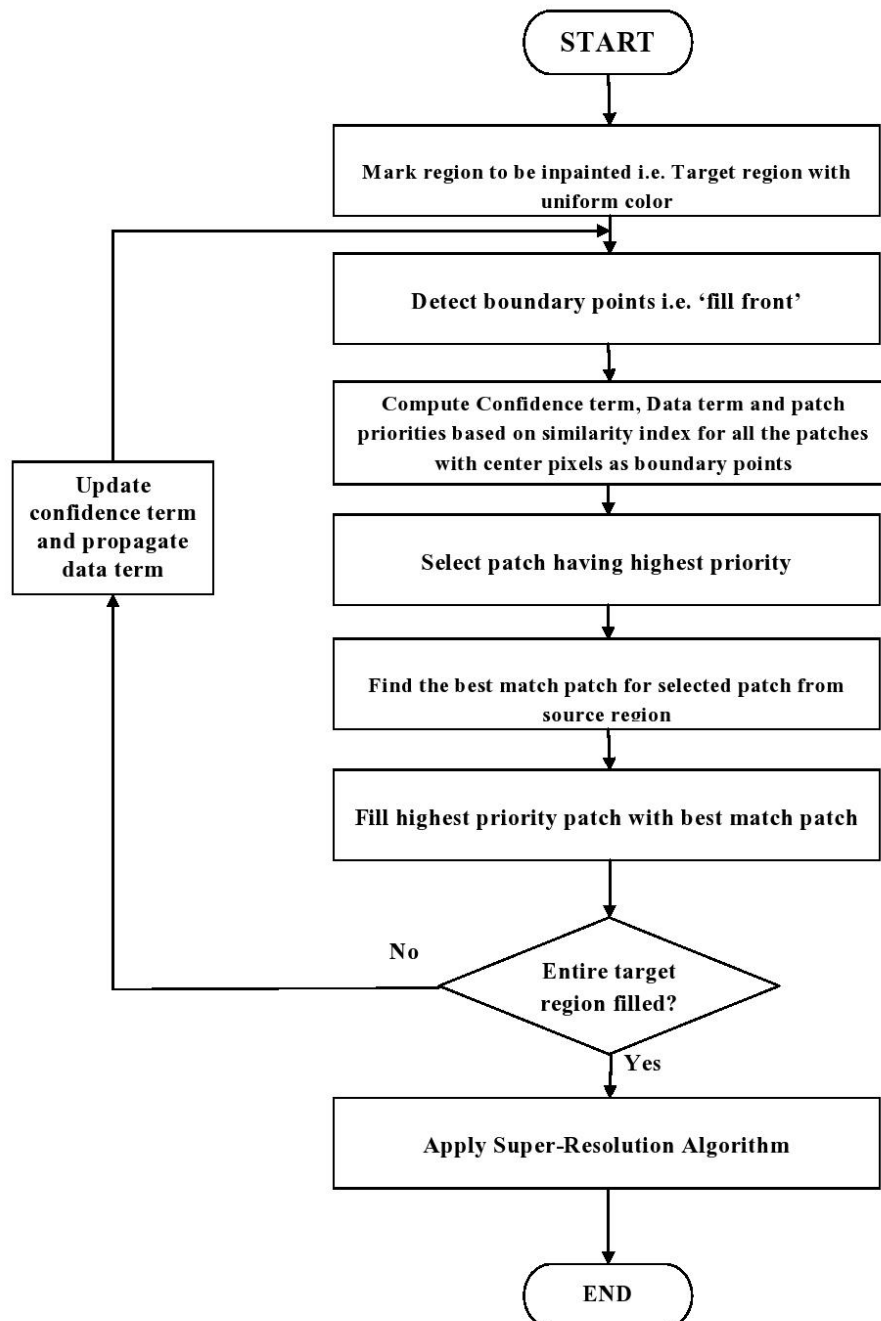 START
Mark region to be inpainted i.e. Target region with
uniform color
Detect boundary points i.e. ‘fill front’
Compute Confidence term, Data term and patch
priorities based on similarity index for all the patches
with center pixels as boundary points
Update
confidence term
and propagate
data term
Select patch having highest priority
Find the best match patch for selected patch from
source region
Fill highest priority patch with best match patch
No
Entire target
region filled?
Yes
Apply Super-Resolution Algorithm
END